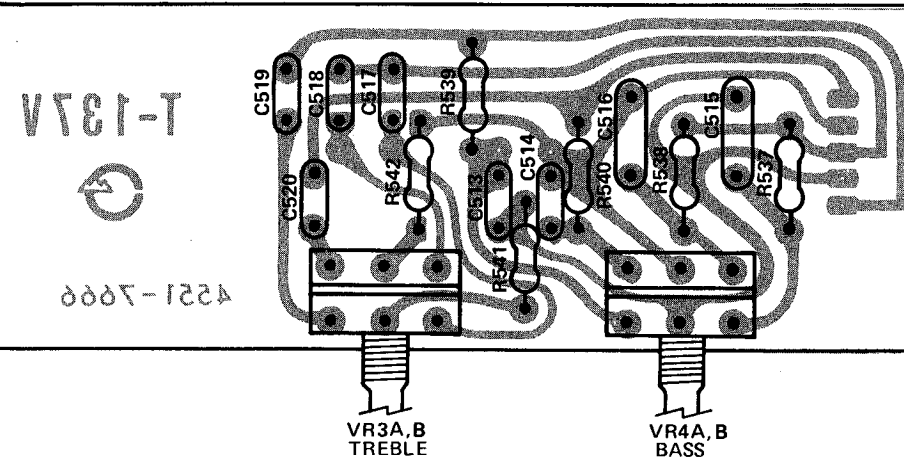 T-137V
4551-7666
C519
C518
C517
R539
C516
C515
C520
R542
C513
C514
R540
R538
R537
R541
VR3A,B
TREBLE
VR4A,B
BASS